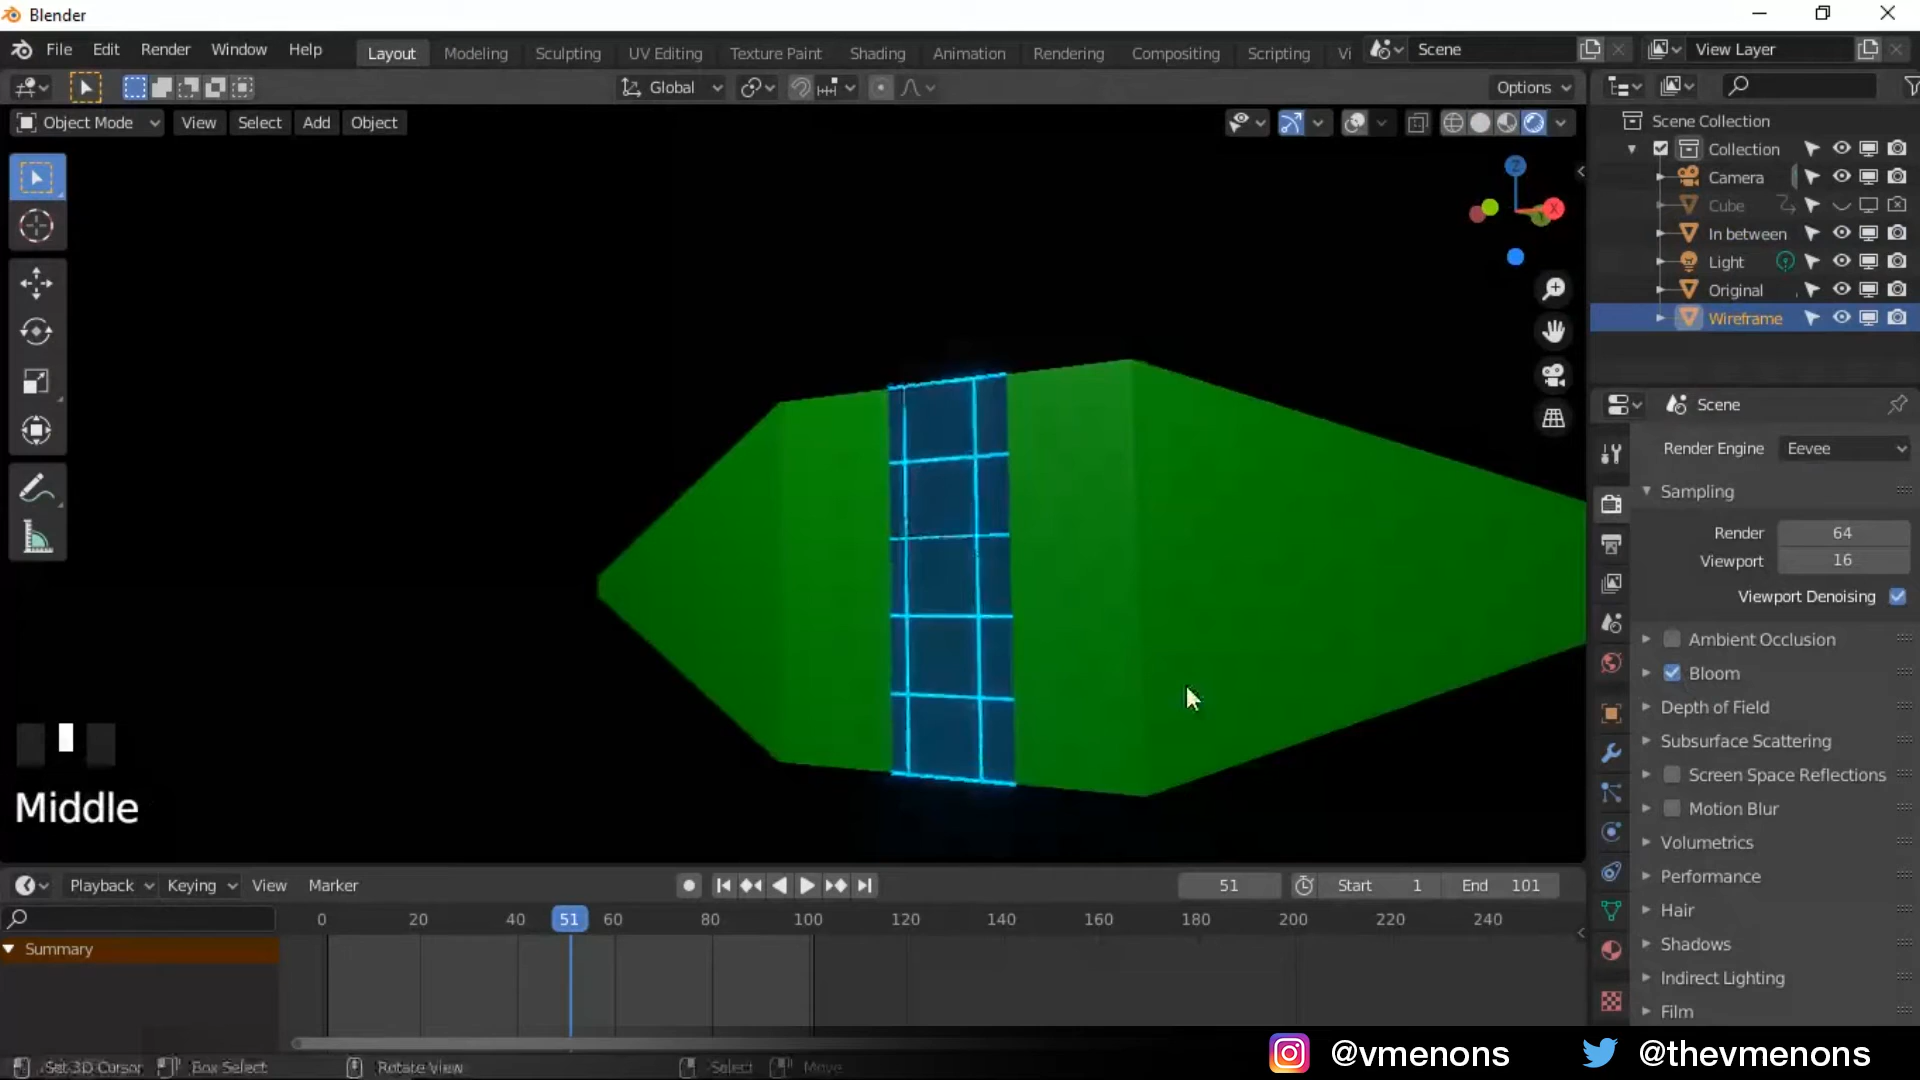 Blender
File Edit Render Window Help Layout Modeling Sculpting UV Editing Texture Paint Shading Animation Rendering Compositing Scripting Vi Scene View Layer
Global Options
Object Mode View Select Add Object
Scene Collection
Collection
Camera
Cube
In between
Light
Original
Wireframe
Z
X
Scene
Render Engine Eevee
Sampling
Render 64
Viewport 16
Viewport Denoising
Ambient Occlusion
Bloom
Depth of Field
Subsurface Scattering
Screen Space Reflections
Motion Blur
Volumetrics
Performance
Hair
Shadows
Indirect Lighting
Film
Middle
Playback Keying View Marker 51 Start 1 End 101
0 20 40 51 60 80 100 120 140 160 180 200 220 240
Summary
Set 3D Cursor Box Select Rotate View Select Move
@vmenons @thevmenons